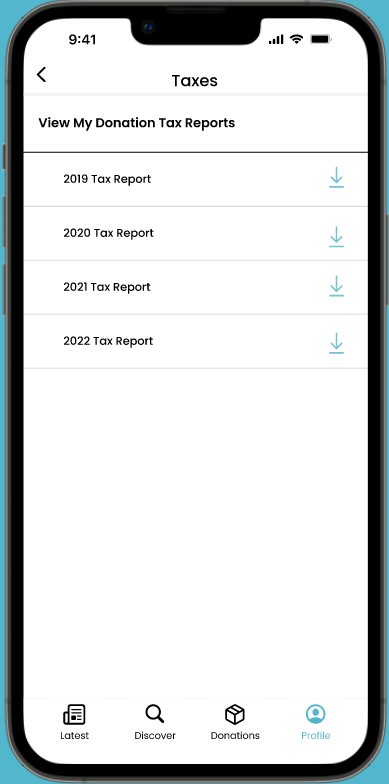 9:41
Taxes
View My Donation Tax Reports
2019 Tax Report
2020 Tax Report
2021 Tax Report
2022 Tax Report
Latest Discover Donations Profile